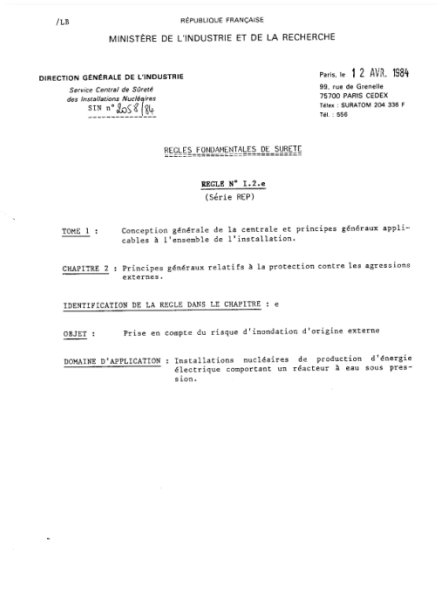 /LB
RÉPUBLIQUE FRANÇAISE
MINISTÈRE DE L'INDUSTRIE ET DE LA RECHERCHE
DIRECTION GÉNÉRALE DE L'INDUSTRIE
Service Central de Sûreté
des Installations Nucléaires
SIN n° 2058/84
Paris, le 12 AVR. 1984
99, rue de Grenelle
75700 PARIS CEDEX
Télex : SURATOM 204 336 F
Tél. : 556
REGLES FONDAMENTALES DE SURETE
REGLE N° I.2.e
(Série REP)
TOME 1 : Conception générale de la centrale et principes généraux appli-
cables à l'ensemble de l'installation.
CHAPITRE 2 : Principes généraux relatifs à la protection contre les agressions
externes.
IDENTIFICATION DE LA REGLE DANS LE CHAPITRE : e
OBJET : Prise en compte du risque d'inondation d'origine externe
DOMAINE D'APPLICATION : Installations nucléaires de production d'énergie
électrique comportant un réacteur à eau sous pres-
sion.